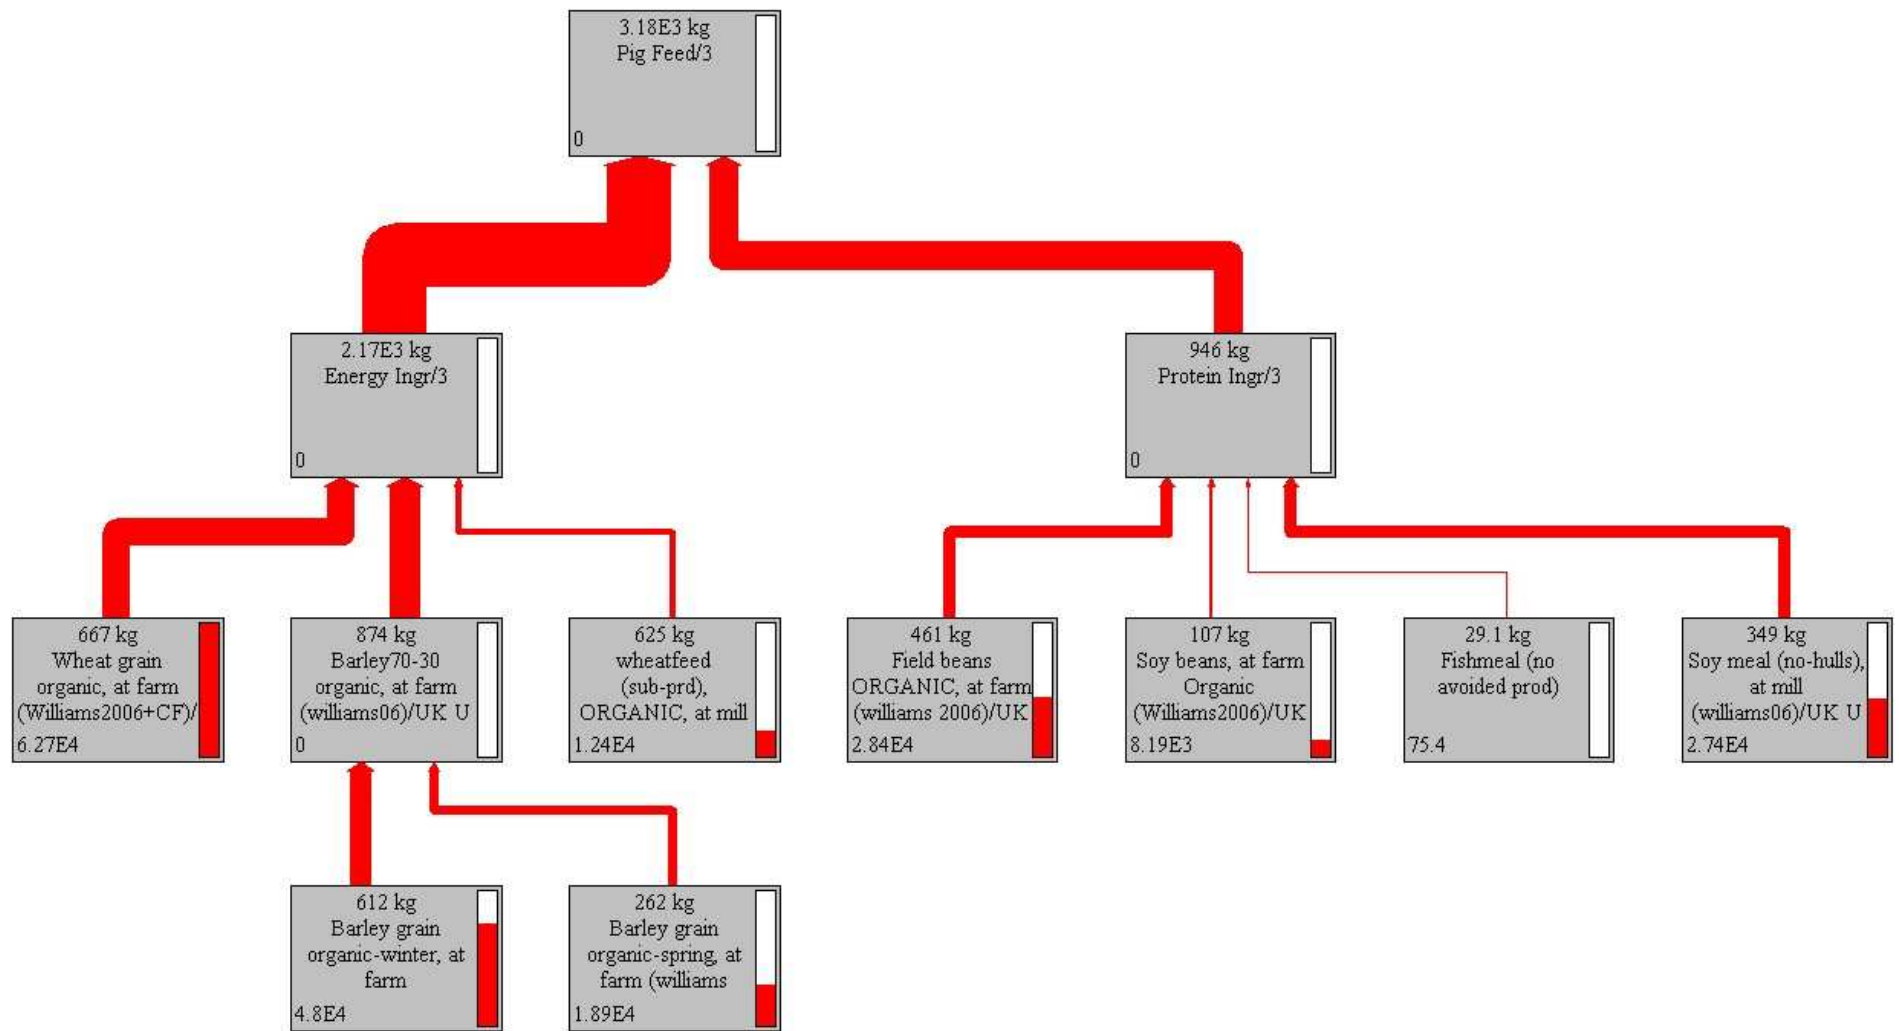 3.18E3 kg
Pig Feed/3
0
2.17E3 kg
Energy Ingr/3
0
946 kg
Protein Ingr/3
0
667 kg
Wheat grain
organic, at farm
(Williams2006+CF)/
6.27E4
874 kg
Barley70-30
organic, at farm
(williams06)/UK U
0
625 kg
wheatfeed
(sub-prd),
ORGANIC, at mill
1.24E4
461 kg
Field beans
ORGANIC, at farm
(williams 2006)/UK
2.84E4
107 kg
Soy beans, at farm
Organic
(Williams2006)/UK
8.19E3
29.1 kg
Fishmeal (no
avoided prod)
75.4
349 kg
Soy meal (no-hulls),
at mill
(williams06)/UK U
2.74E4
612 kg
Barley grain
organic-winter, at
farm
4.8E4
262 kg
Barley grain
organic-spring, at
farm (williams
1.89E4